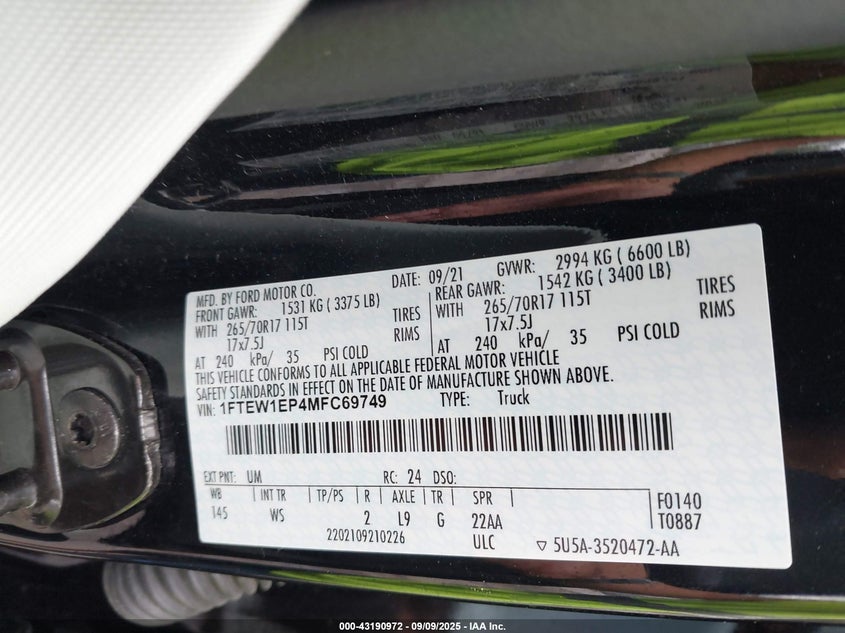 MFD. BY FORD MOTOR CO. DATE: 09/21 GVWR: 2994 KG ( 6600 LB)
FRONT GAWR: 1531 KG ( 3375 LB) REAR GAWR: 1542 KG ( 3400 LB)
WITH 265/70R17 115T TIRES WITH 265/70R17 115T TIRES
17x7.5J RIMS 17x7.5J RIMS
AT 240 kPa/ 35 PSI COLD AT 240 kPa/ 35 PSI COLD
THIS VEHICLE CONFORMS TO ALL APPLICABLE FEDERAL MOTOR VEHICLE
SAFETY STANDARDS IN EFFECT ON THE DATE OF MANUFACTURE SHOWN ABOVE.
VIN: 1FTEW1EP4MFC69749 TYPE: Truck
EXT PNT: UM RC: 24 DSO:
WB INT TR TP/PS R AXLE TR SPR F0140
145 WS 2 L9 G 22AA T0887
2202109210226 ULC ▽ 5U5A-3520472-AA
000-43190972 - 09/09/2025 - IAA Inc.